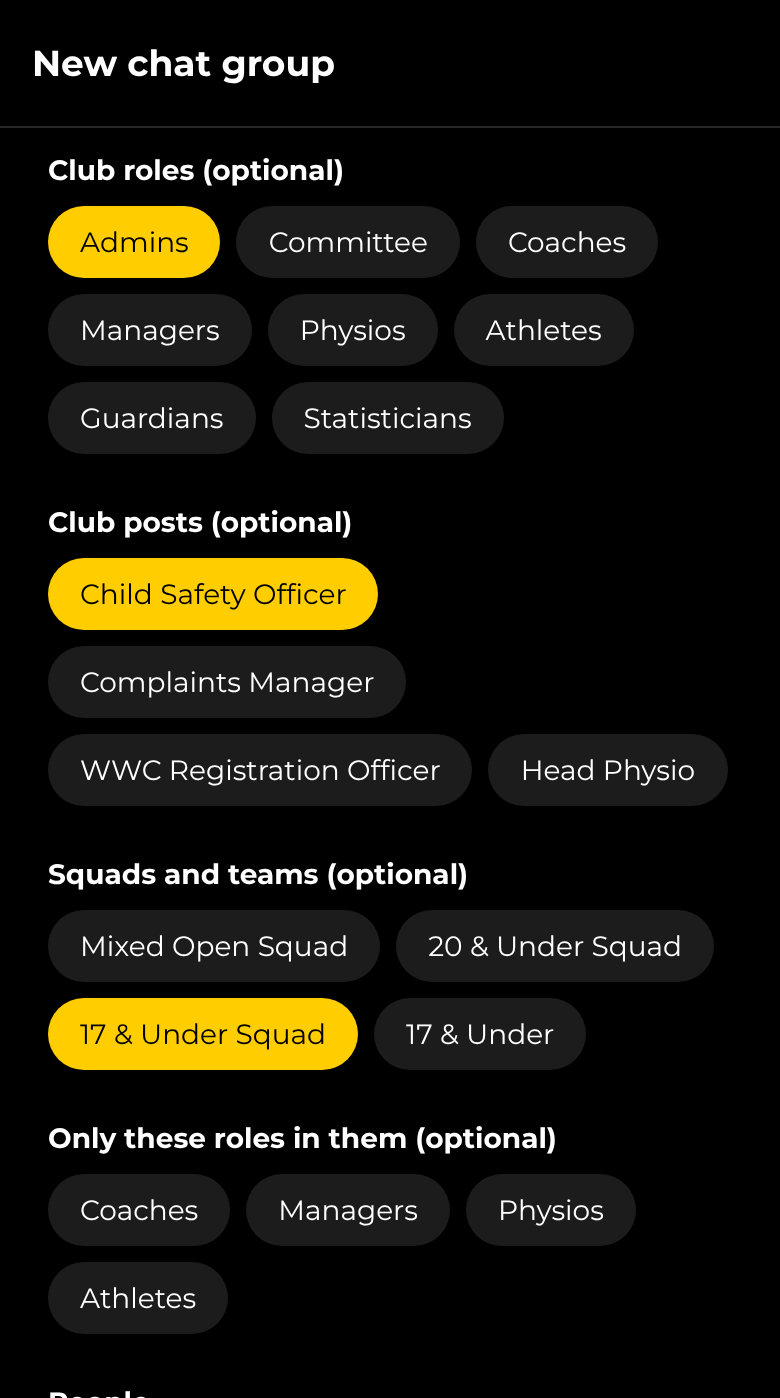 New chat group
Club roles (optional)
Admins Committee Coaches
Managers Physios Athletes
Guardians Statisticians
Club posts (optional)
Child Safety Officer
Complaints Manager
WWC Registration Officer Head Physio
Squads and teams (optional)
Mixed Open Squad 20 & Under Squad
17 & Under Squad 17 & Under
Only these roles in them (optional)
Coaches Managers Physios
Athletes
People